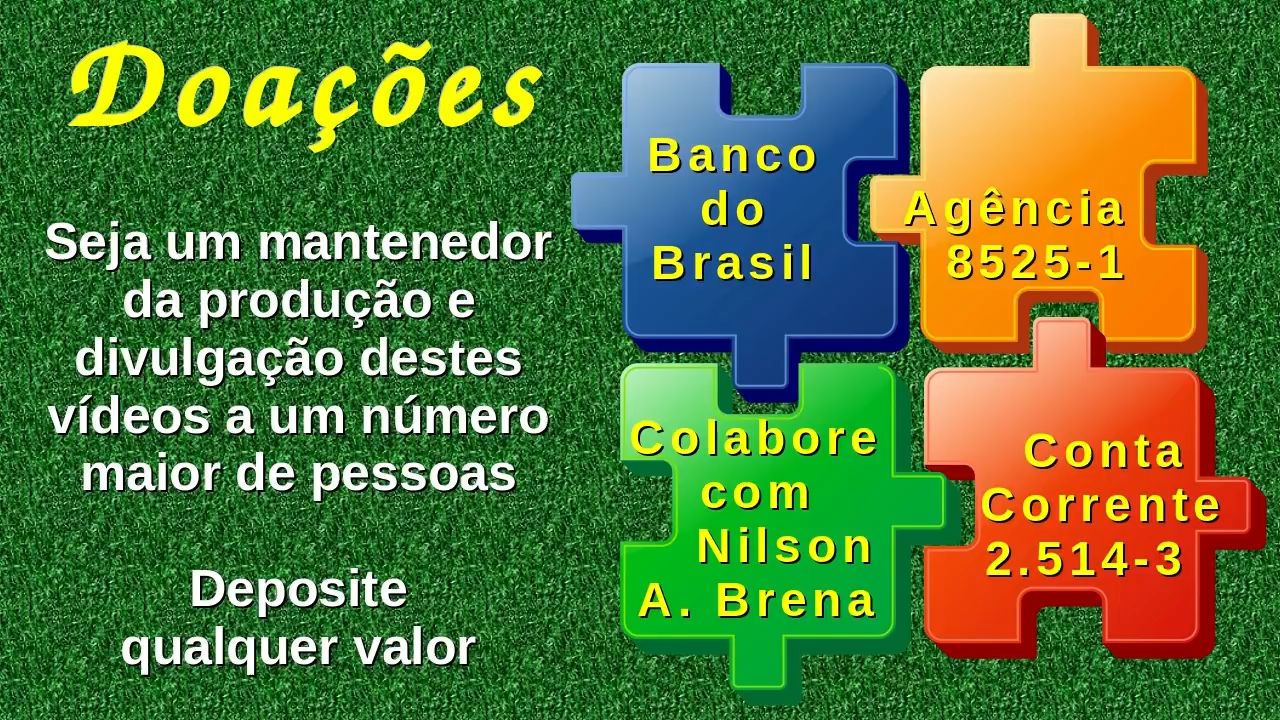 Doações
Seja um mantenedor
da produção e
divulgação destes
vídeos a um número
maior de pessoas
Deposite
qualquer valor
Banco
do
Brasil
Agência
8525-1
Colabore
com
Nilson
A. Brena
Conta
Corrente
2.514-3